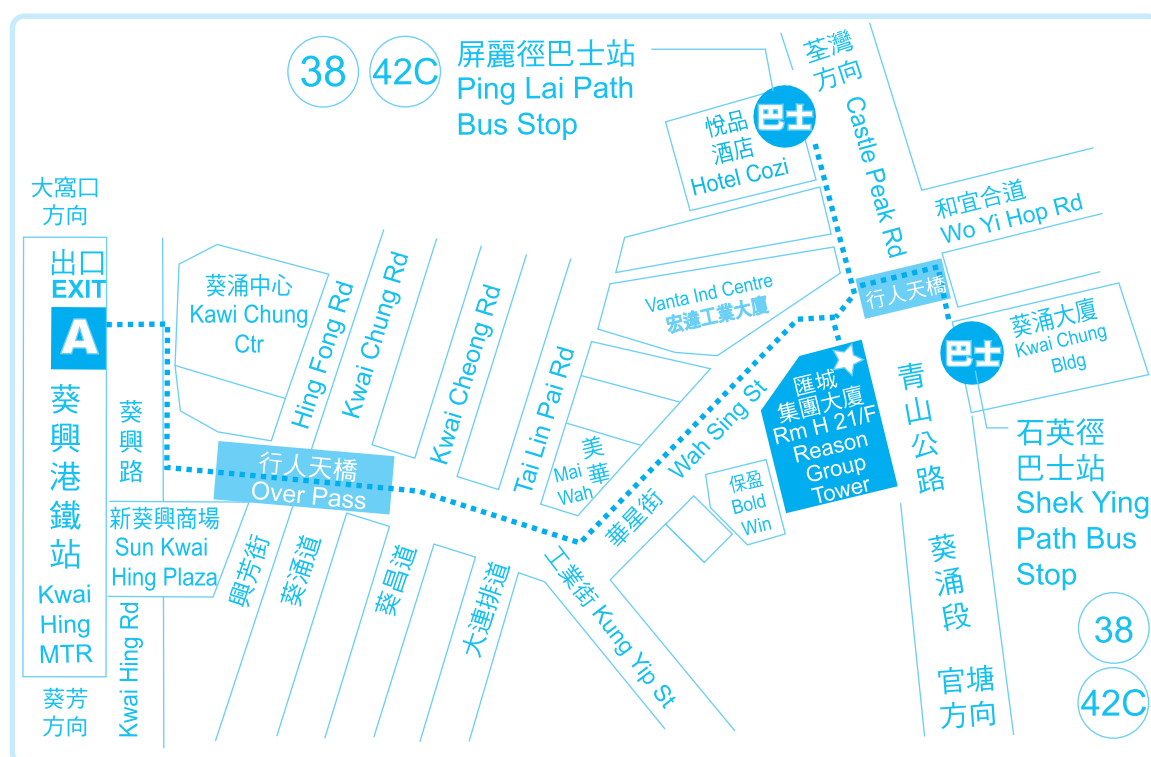 38
42C
屏麗徑巴士站
Ping Lai Path
Bus Stop
荃灣
方向
Castle Peak Rd
巴士
悅品
酒店
Hotel Cozi
和宜合道
Wo Yi Hop Rd
大窩口
方向
出口
EXIT
A
葵興港鐵站
Kwai
Hing
MTR
葵芳
方向
葵興路
Kwai Hing Rd
葵涌中心
Kawi Chung
Ctr
Hing Fong Rd
Kwai Chung Rd
Kwai Cheong Rd
Tai Lin Pai Rd
Vanta Ind Centre
宏達工業大廈
行人天橋
葵涌大廈
Kwai Chung
Bldg
巴士
匯城
集團大廈
Rm H 21/F
Reason
Group
Tower
青山公路
葵涌段
官塘
方向
石英徑
巴士站
Shek Ying
Path Bus
Stop
38
42C
行人天橋
Over Pass
美華
Mai
Wah
Wah Sing St
華星街
保盈
Bold
Win
新葵興商場
Sun Kwai
Hing Plaza
興芳街
葵涌道
葵昌道
大連排道
工業街 Kung Yip St